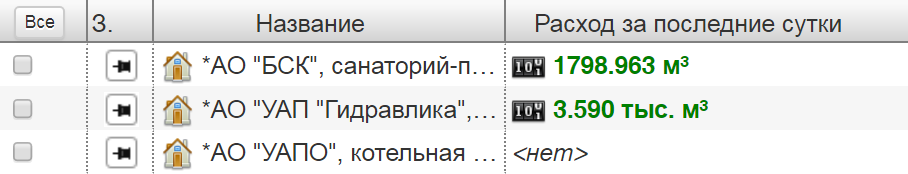 Все З. Название Расход за последние сутки
*АО "БСК", санаторий-п… 1798.963 м³
*АО "УАП "Гидравлика",… 3.590 тыс. м³
*АО "УАПО", котельная … <нет>